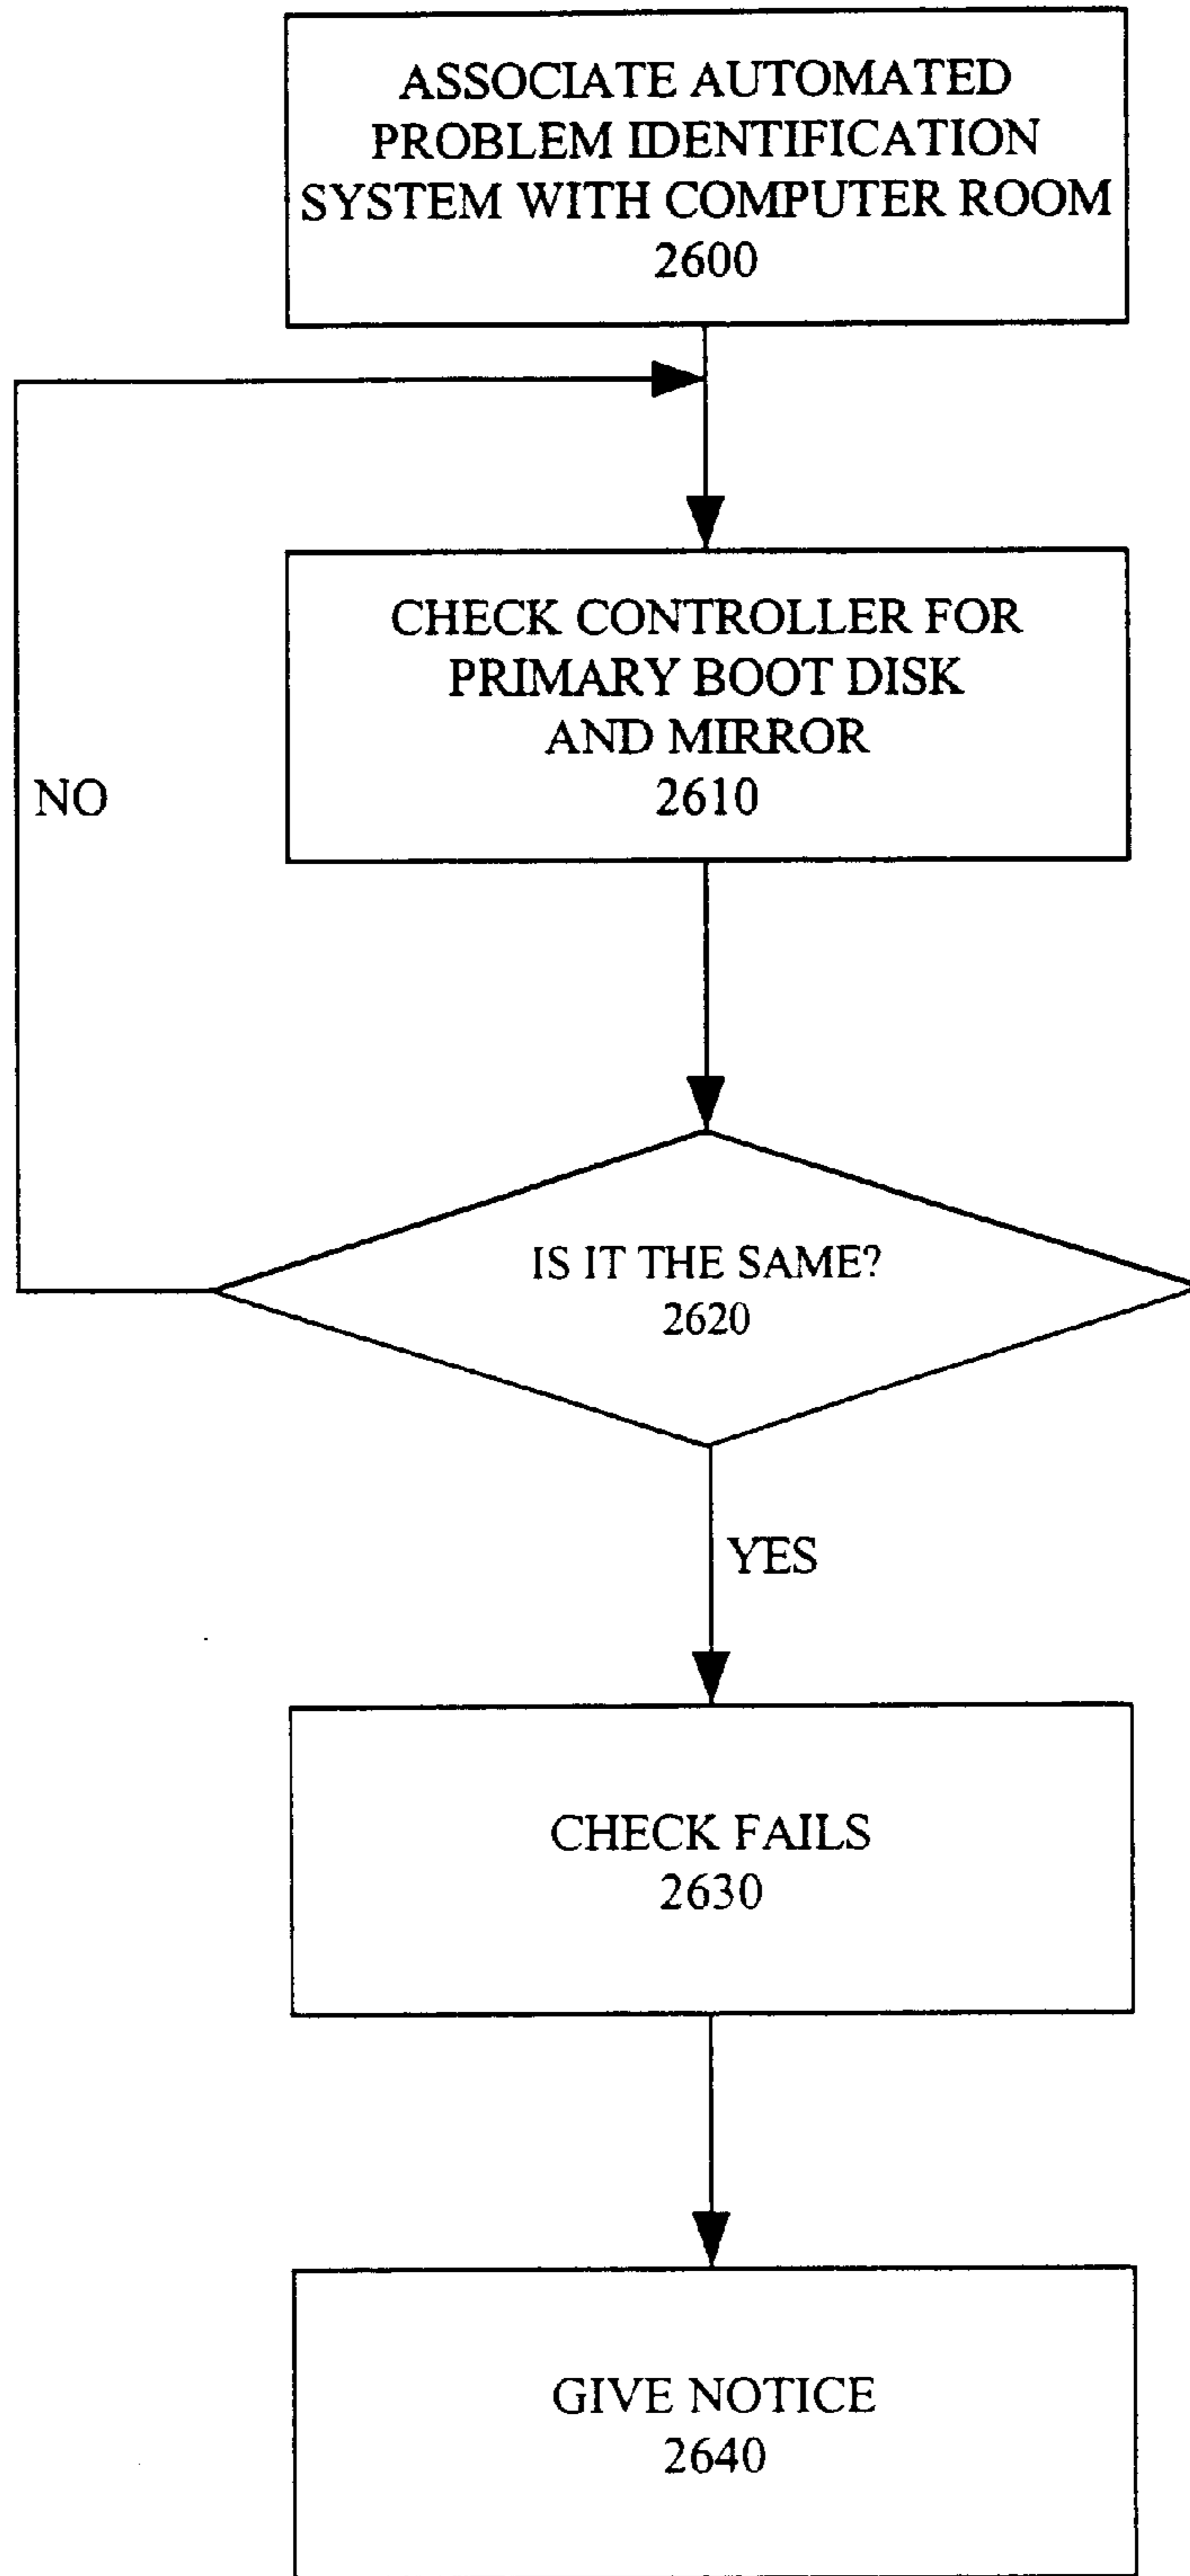 ASSOCIATE AUTOMATED
PROBLEM IDENTIFICATION
SYSTEM WITH COMPUTER ROOM
2600
CHECK CONTROLLER FOR
PRIMARY BOOT DISK
AND MIRROR
2610
NO
IS IT THE SAME?
2620
YES
CHECK FAILS
2630
GIVE NOTICE
2640